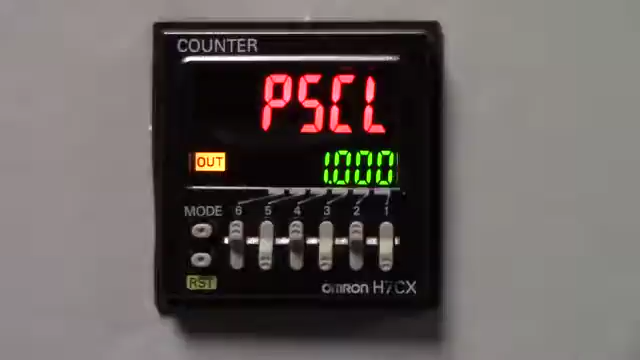 COUNTER
PSCL
OUT
1.000
MODE 6 5 4 3 2 1
RST
OMRON H7CX